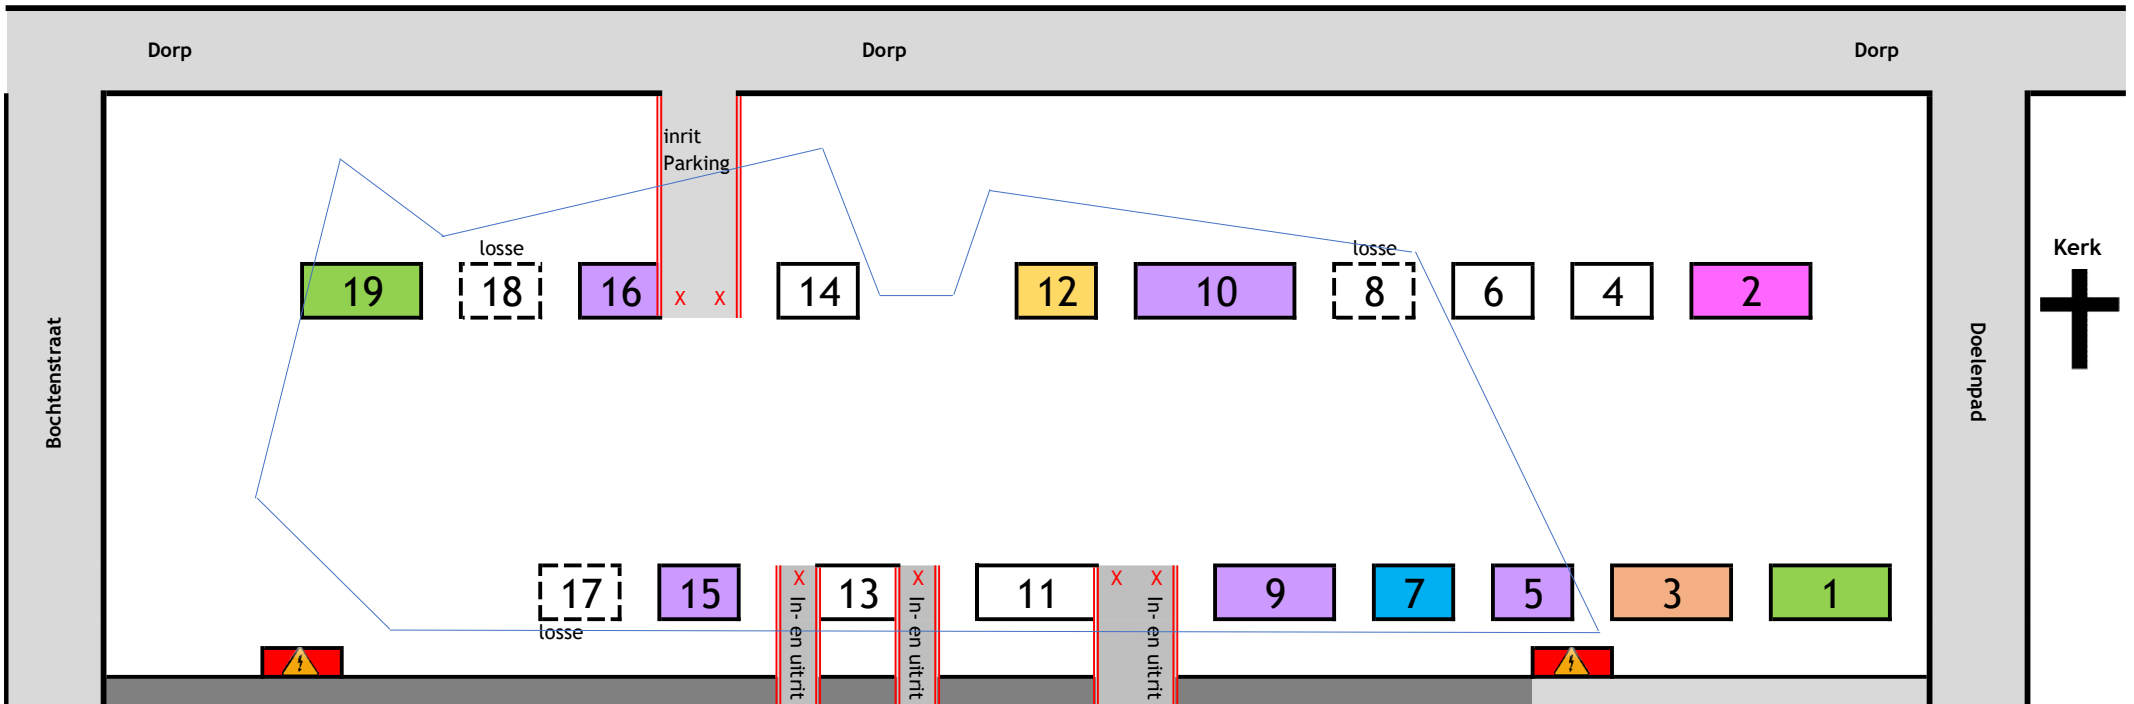 Dorp Dorp Dorp
inrit
Parking
losse losse Kerk
19 18 16 X X 14 12 10 8 6 4 2
Bochtenstraat
Doelenpad
X X X X
17 15 13 11 9 7 5 3 1
losse
In- en uitrit
In- en uitrit
In- en uitrit